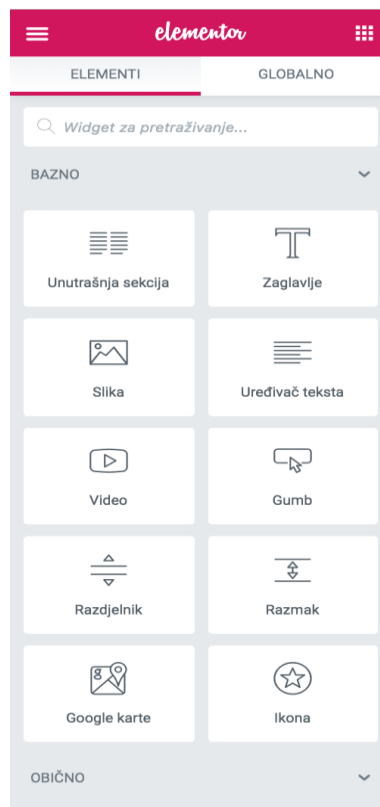 elementor
ELEMENTI GLOBALNO
Widget za pretraživanje...
BAZNO
Unutrašnja sekcija Zaglavlje
Slika Uređivač teksta
Video Gumb
Razdjelnik Razmak
Google karte Ikona
OBIČNO